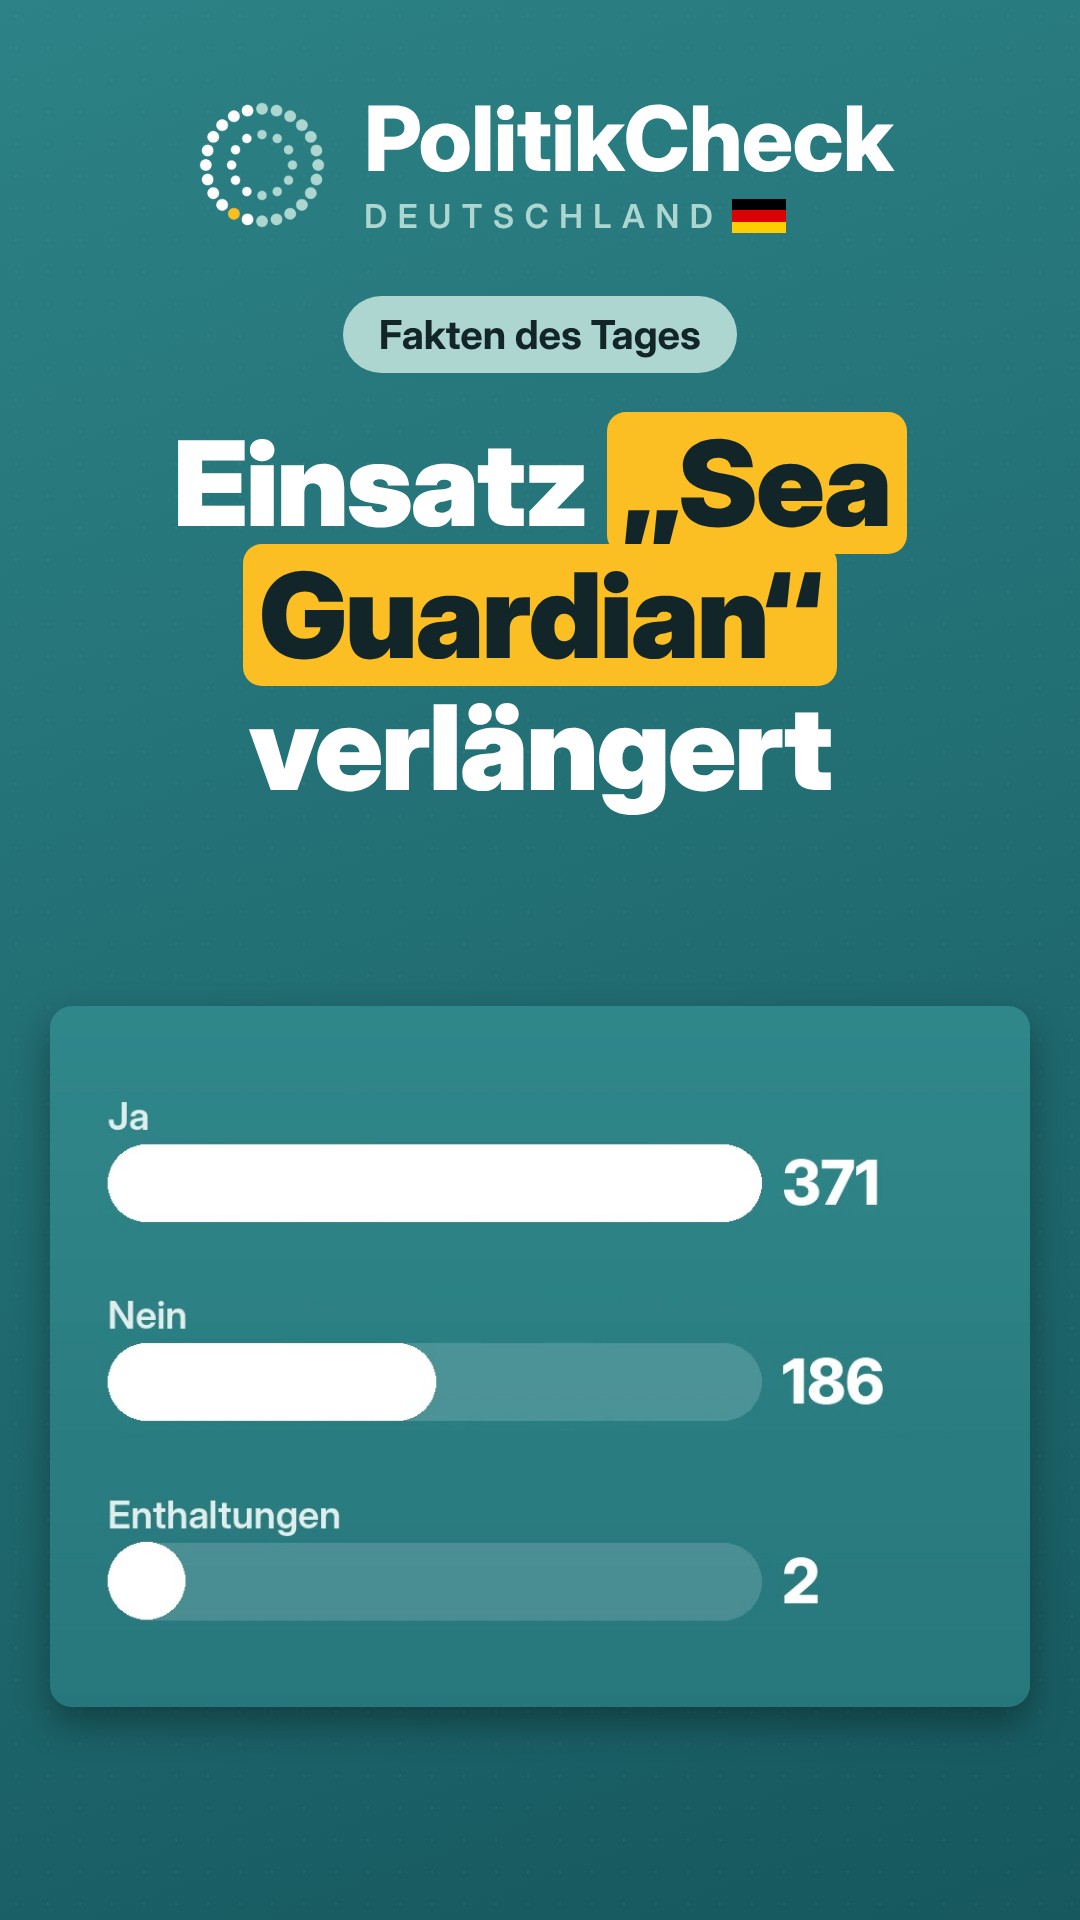 PolitikCheck
DEUTSCHLAND
Fakten des Tages
Einsatz „Sea
Guardian“
verlängert
Ja
371
Nein
186
Enthaltungen
2